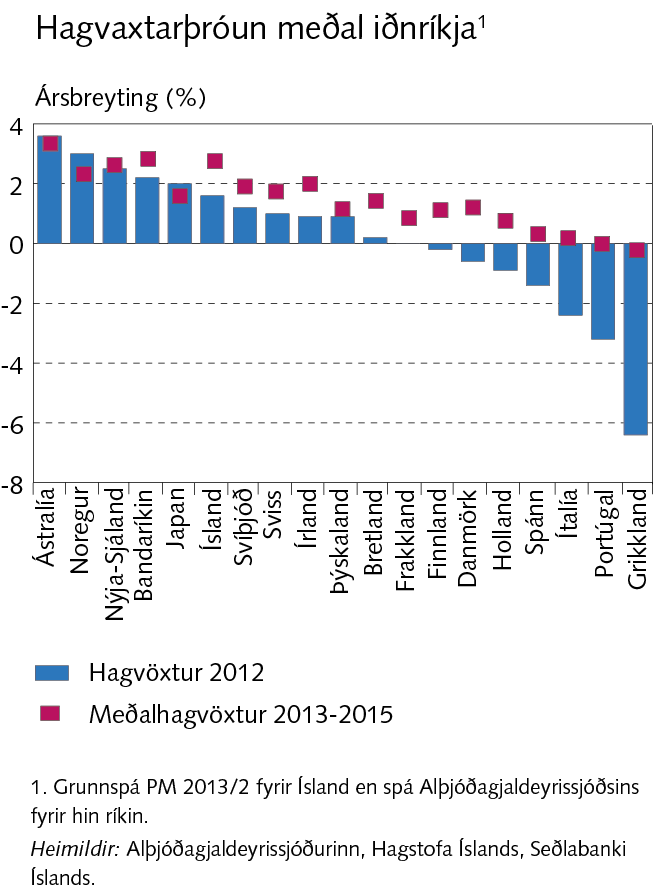 Hagvaxtarþróun meðal iðnríkja¹
Ársbreyting (%)
4
2
0
-2
-4
-6
-8
Ástralía
Noregur
Nýja-Sjáland
Bandaríkin
Japan
Ísland
Svíþjóð
Sviss
Írland
Þýskaland
Bretland
Frakkland
Finnland
Danmörk
Holland
Spánn
Ítalía
Portúgal
Grikkland
Hagvöxtur 2012
Meðalhagvöxtur 2013-2015
1. Grunnspá PM 2013/2 fyrir Ísland en spá Alþjóðagjaldeyrissjóðsins
fyrir hin ríkin.
Heimildir: Alþjóðagjaldeyrissjóðurinn, Hagstofa Íslands, Seðlabanki
Íslands.